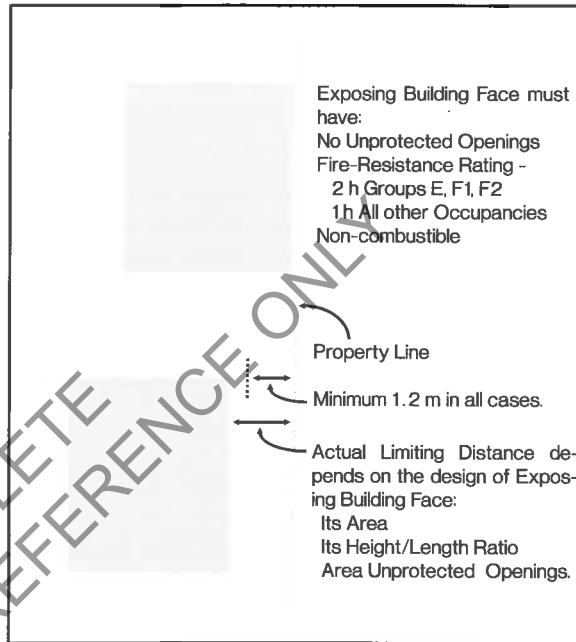 Exposing Building Face must
have:
No Unprotected Openings
Fire-Resistance Rating -
2 h Groups E, F1, F2
1h All other Occupancies
Non-combustible
Property Line
Minimum 1.2 m in all cases.
Actual Limiting Distance de-
pends on the design of Expos-
ing Building Face:
Its Area
Its Height/Length Ratio
Area Unprotected Openings.
REFERENCE ONLY